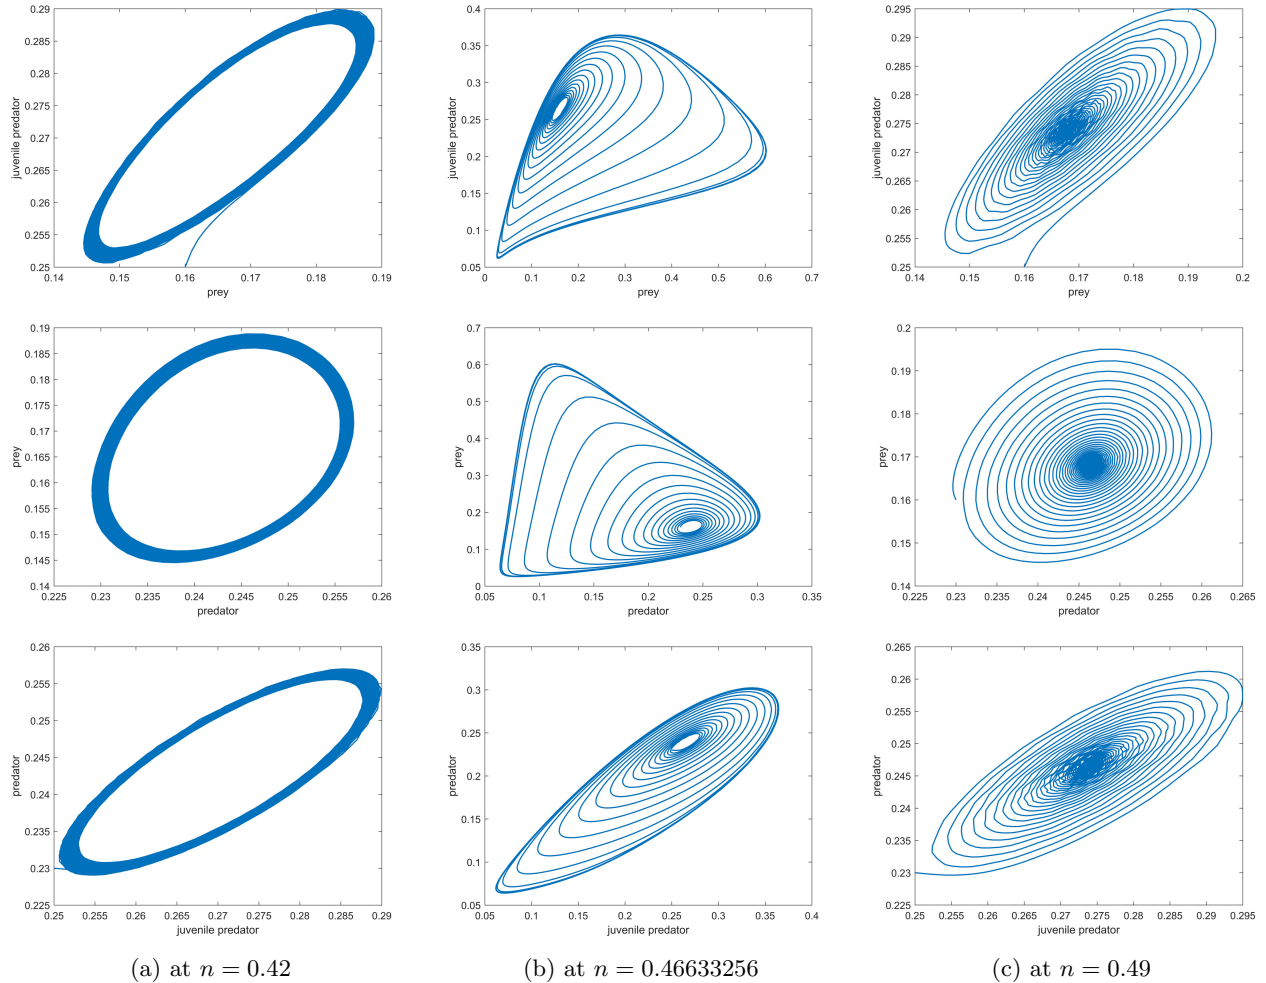 0.29
0.285
0.28
0.275
0.27
0.265
0.26
0.255
0.25
juvenile predator
0.14 0.15 0.16 0.17 0.18 0.19
prey
0.4
0.35
0.3
0.25
0.2
0.15
0.1
0.05
juvenile predator
0 0.1 0.2 0.3 0.4 0.5 0.6 0.7
prey
0.295
0.29
0.285
0.28
0.275
0.27
0.265
0.26
0.255
0.25
juvenile predator
0.14 0.15 0.16 0.17 0.18 0.19 0.2
prey
0.19
0.185
0.18
0.175
0.17
0.165
0.16
0.155
0.15
0.145
0.14
prey
0.225 0.23 0.235 0.24 0.245 0.25 0.255 0.26
predator
0.7
0.6
0.5
0.4
0.3
0.2
0.1
0
prey
0.05 0.1 0.15 0.2 0.25 0.3 0.35
predator
0.2
0.19
0.18
0.17
0.16
0.15
0.14
prey
0.225 0.23 0.235 0.24 0.245 0.25 0.255 0.26 0.265
predator
0.26
0.255
0.25
0.245
0.24
0.235
0.23
0.225
predator
0.25 0.255 0.26 0.265 0.27 0.275 0.28 0.285 0.29
juvenile predator
0.35
0.3
0.25
0.2
0.15
0.1
0.05
predator
0.05 0.1 0.15 0.2 0.25 0.3 0.35 0.4
juvenile predator
0.265
0.26
0.255
0.25
0.245
0.24
0.235
0.23
0.225
predator
0.25 0.255 0.26 0.265 0.27 0.275 0.28 0.285 0.29 0.295
juvenile predator
(a) at n = 0.42
(b) at n = 0.46633256
(c) at n = 0.49